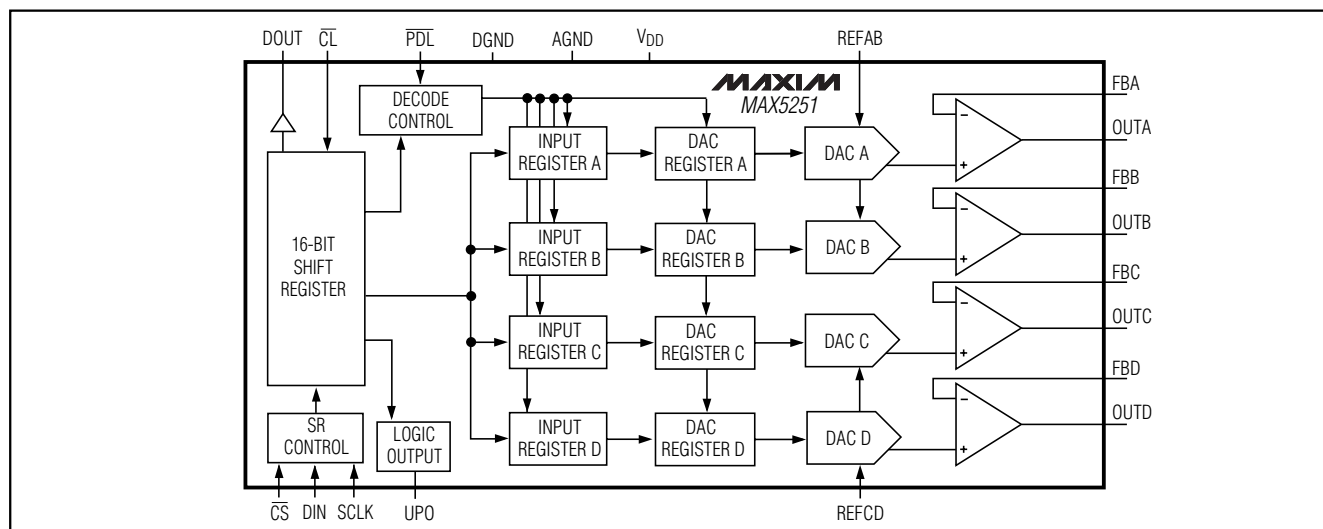 DOUT
CL
PDL
DGND
AGND
VDD
REFAB
MAXIM
MAX5251
DECODE
CONTROL
16-BIT
SHIFT
REGISTER
SR
CONTROL
LOGIC
OUTPUT
INPUT
REGISTER A
DAC
REGISTER A
DAC A
INPUT
REGISTER B
DAC
REGISTER B
DAC B
INPUT
REGISTER C
DAC
REGISTER C
DAC C
INPUT
REGISTER D
DAC
REGISTER D
DAC D
−
+
−
+
−
+
−
+
FBA
OUTA
FBB
OUTB
FBC
OUTC
FBD
OUTD
CS
DIN
SCLK
UPO
REFCD